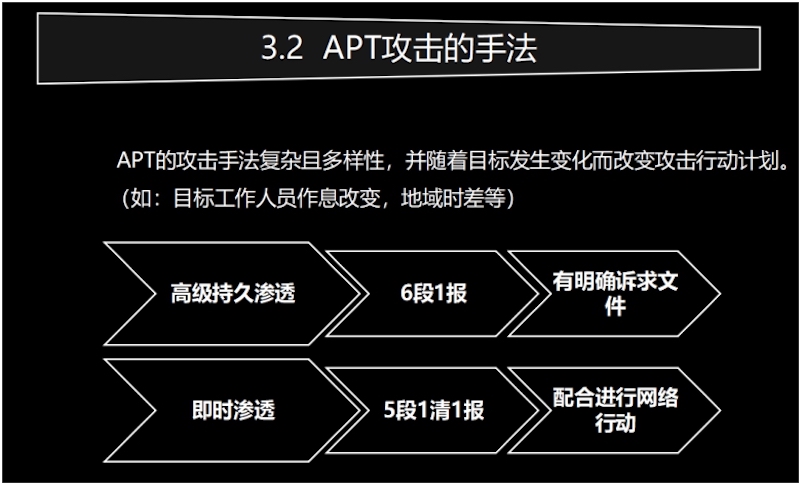 3.2 APT攻击的手法
APT的攻击手法复杂且多样性，并随着目标发生变化而改变攻击行动计划。
（如：目标工作人员作息改变，地域时差等）
高级持久渗透
6段1报
有明确诉求文
件
即时渗透
5段1清1报
配合进行网络
行动